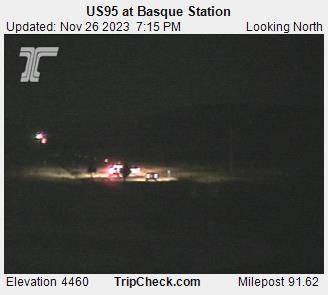 US95 at Basque Station
Updated: Nov 26 2023 7:15 PM Looking North
Elevation 4460 TripCheck.com Milepost 91.62